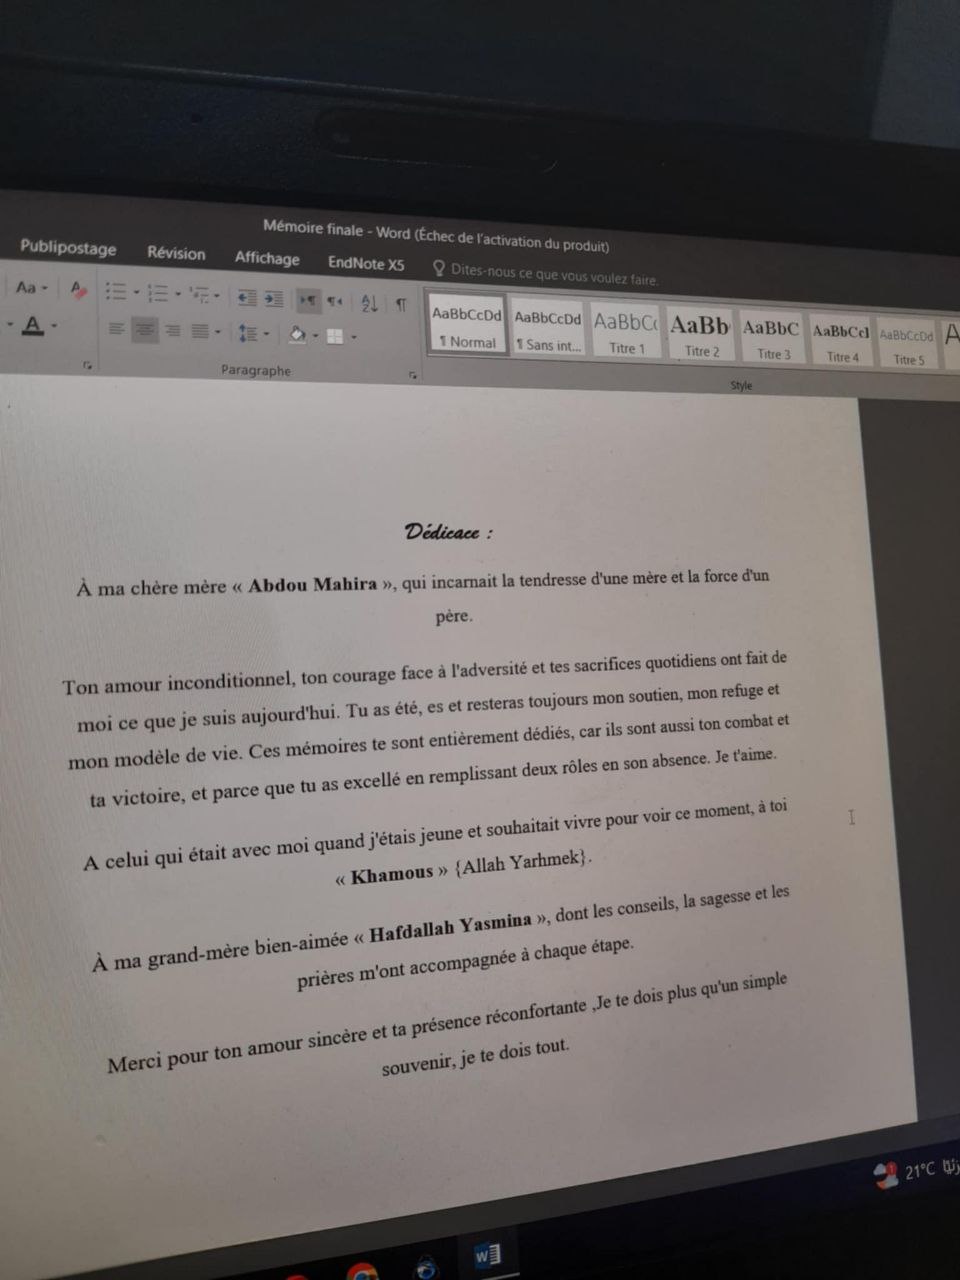 Mémoire finale - Word (Échec de l'activation du produit)
Publipostage Révision Affichage EndNote X5 Dites-nous ce que vous voulez faire.
Aa A
AaBbCcDd AaBbCcDd AaBbCc AaBb AaBbC AaBbCcI AaBbCcDd A
A
¶ Normal ¶ Sans int... Titre 1 Titre 2 Titre 3 Titre 4 Titre 5
Paragraphe Style
Dédicace :
À ma chère mère « Abdou Mahira », qui incarnait la tendresse d'une mère et la force d'un
père.
Ton amour inconditionnel, ton courage face à l'adversité et tes sacrifices quotidiens ont fait de
moi ce que je suis aujourd'hui. Tu as été, es et resteras toujours mon soutien, mon refuge et
mon modèle de vie. Ces mémoires te sont entièrement dédiés, car ils sont aussi ton combat et
ta victoire, et parce que tu as excellé en remplissant deux rôles en son absence. Je t'aime.
A celui qui était avec moi quand j'étais jeune et souhaitait vivre pour voir ce moment, à toi
« Khamous » {Allah Yarhmek}.
À ma grand-mère bien-aimée « Hafdallah Yasmina », dont les conseils, la sagesse et les
prières m'ont accompagnée à chaque étape.
Merci pour ton amour sincère et ta présence réconfortante ,Je te dois plus qu'un simple
souvenir, je te dois tout.
21°C